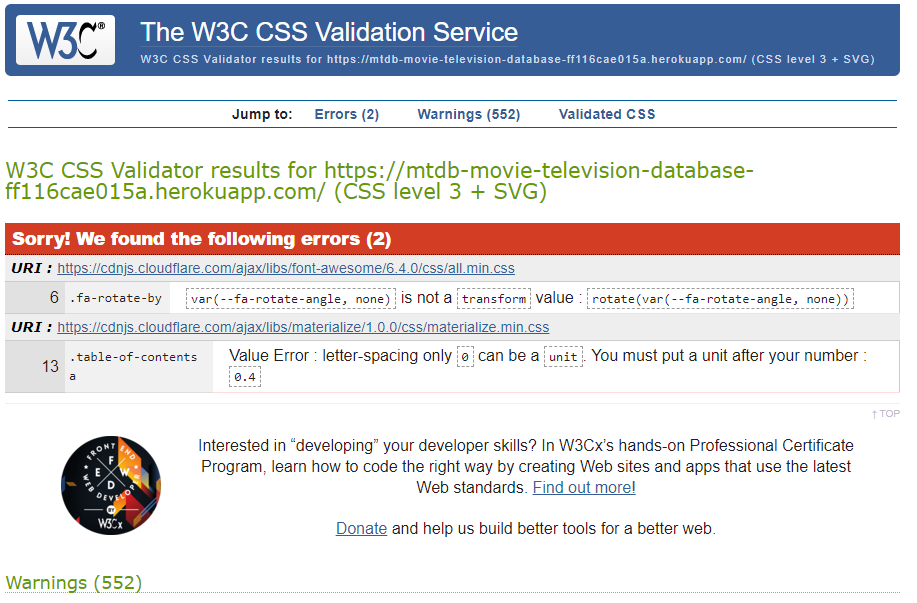 W3C® The W3C CSS Validation Service
W3C CSS Validator results for https://mtdb-movie-television-database-ff116cae015a.herokuapp.com/ (CSS level 3 + SVG)
Jump to: Errors (2) Warnings (552) Validated CSS
W3C CSS Validator results for https://mtdb-movie-television-database-
ff116cae015a.herokuapp.com/ (CSS level 3 + SVG)
Sorry! We found the following errors (2)
URI : https://cdnjs.cloudflare.com/ajax/libs/font-awesome/6.4.0/css/all.min.css
6 .fa-rotate-by var(--fa-rotate-angle, none) is not a transform value : rotate(var(--fa-rotate-angle, none))
URI : https://cdnjs.cloudflare.com/ajax/libs/materialize/1.0.0/css/materialize.min.css
13 .table-of-contents a Value Error : letter-spacing only 0 can be a unit. You must put a unit after your number :
0.4
↑ TOP
FRONT END
F E W D
WEB DEVELOPER
BY
W3Cx
Interested in “developing” your developer skills? In W3Cx’s hands-on Professional Certificate
Program, learn how to code the right way by creating Web sites and apps that use the latest
Web standards. Find out more!
Donate and help us build better tools for a better web.
Warnings (552)